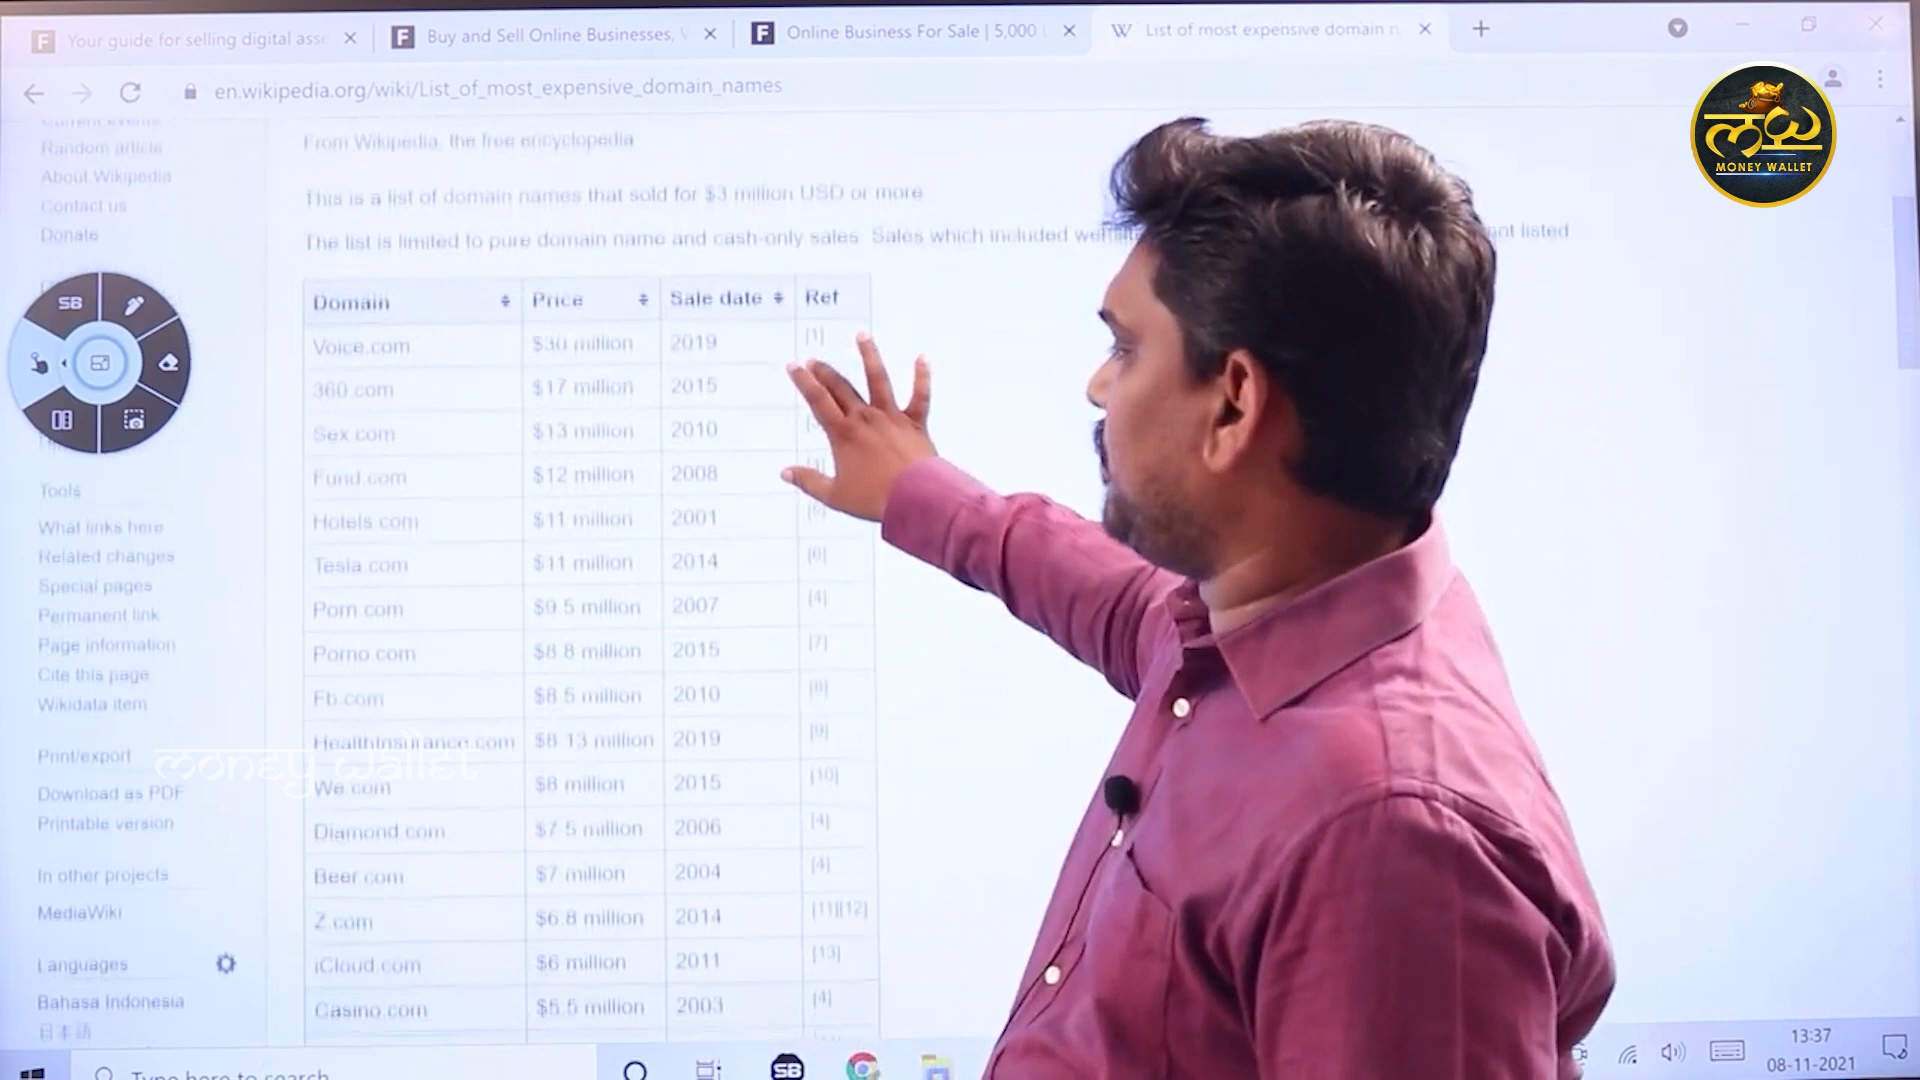 Your guide for selling digital asse
Buy and Sell Online Businesses,
Online Business For Sale | 5,000
List of most expensive domain n
en.wikipedia.org/wiki/List_of_most_expensive_domain_names
MONEY WALLET
Current events
Random article
About Wikipedia
Contact us
Donate
From Wikipedia, the free encyclopedia
This is a list of domain names that sold for $3 million USD or more
The list is limited to pure domain name and cash-only sales. Sales which included not listed
SB
Tools
What links here
Related changes
Special pages
Permanent link
Page information
Cite this page
Wikidata item
Print/export
Download as PDF
Printable version
In other projects
MediaWiki
Languages
Bahasa Indonesia
日本語
Domain Price Sale date Ref
Voice.com $30 million 2019 [1]
360.com $17 million 2015
Sex.com $13 million 2010
Fund.com $12 million 2008
Hotels.com $11 million 2001
Tesla.com $11 million 2014 [6]
Porn.com $9.5 million 2007 [4]
Porno.com $8.8 million 2015 [7]
Fb.com $8.5 million 2010 [8]
HealthInsurance.com $8.13 million 2019 [9]
We.com $8 million 2015 [10]
Diamond.com $7.5 million 2006 [4]
Beer.com $7 million 2004 [4]
Z.com $6.8 million 2014 [11][12]
iCloud.com $6 million 2011 [13]
Casino.com $5.5 million 2003 [4]
money wallet
Type here to search
SB
13:37
08-11-2021